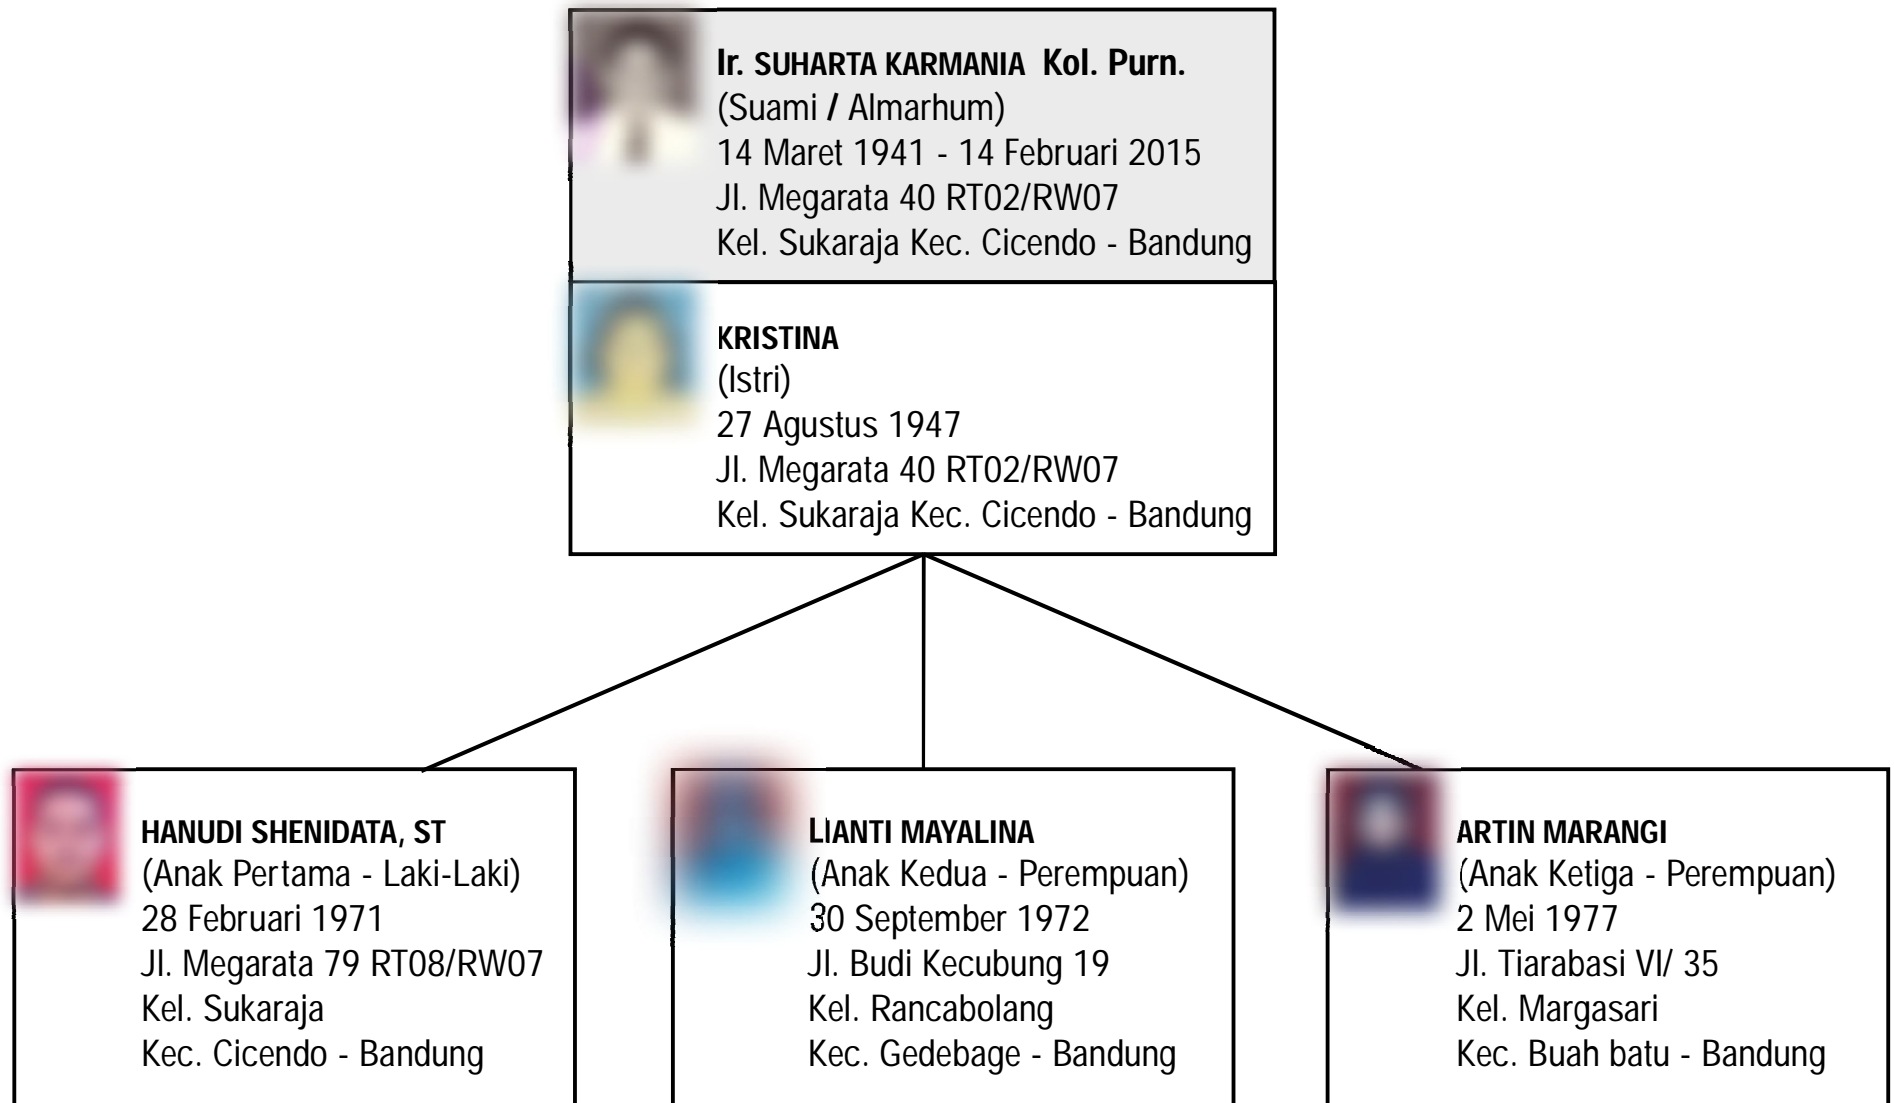 Ir. SUHARTA KARMANIA Kol. Purn.
(Suami / Almarhum)
14 Maret 1941 - 14 Februari 2015
Jl. Megarata 40 RT02/RW07
Kel. Sukaraja Kec. Cicendo - Bandung
KRISTINA
(Istri)
27 Agustus 1947
Jl. Megarata 40 RT02/RW07
Kel. Sukaraja Kec. Cicendo - Bandung
HANUDI SHENIDATA, ST
(Anak Pertama - Laki-Laki)
28 Februari 1971
Jl. Megarata 79 RT08/RW07
Kel. Sukaraja
Kec. Cicendo - Bandung
LIANTI MAYALINA
(Anak Kedua - Perempuan)
30 September 1972
Jl. Budi Kecubung 19
Kel. Rancabolang
Kec. Gedebage - Bandung
ARTIN MARANGI
(Anak Ketiga - Perempuan)
2 Mei 1977
Jl. Tiarabasi VI/ 35
Kel. Margasari
Kec. Buah batu - Bandung